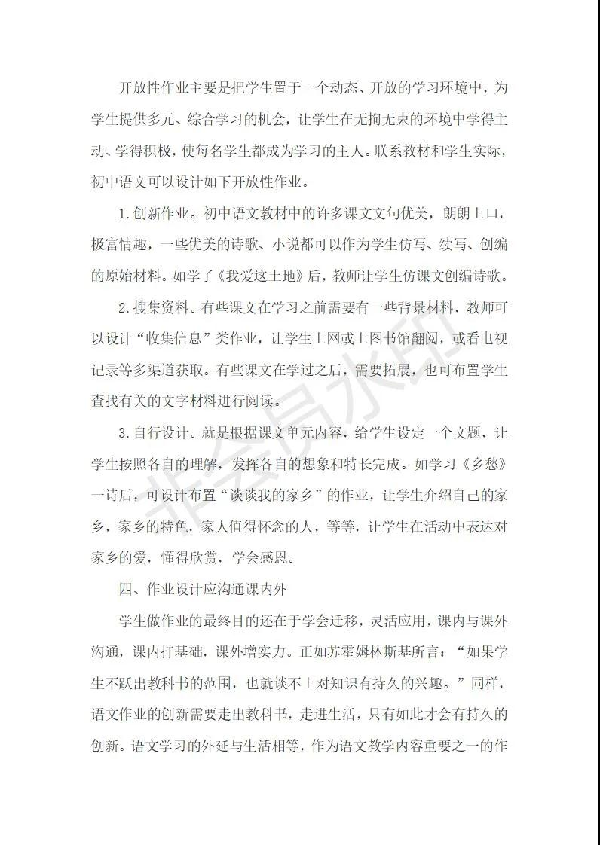 开放性作业主要是把学生置于一个动态、开放的学习环境中，为
学生提供多元、综合学习的机会，让学生在无拘无束的环境中学得主
动、学得积极，使每名学生都成为学习的主人。联系教材和学生实际，
初中语文可以设计如下开放性作业。
1.创新作业。初中语文教材中的许多课文文句优美，朗朗上口，
极富情趣，一些优美的诗歌、小说都可以作为学生仿写、续写、创编
的原始材料。如学了《我爱这土地》后，教师让学生仿课文创编诗歌。
2.搜集资料、有些课文在学习之前需要有一些背景材料，教师可
以设计“收集信息”类作业，让学生上网或上图书馆翻阅，或看电视
记录等多渠道获取。有些课文在学过之后，需要拓展，也可布置学生
查找有关的文字材料进行阅读。
3.自行设计、就是根据课文单元内容，给学生设定一个文题，让
学生按照各自的理解，发挥各自的想象和特长完成。如学习《乡愁》
一诗后，可设计布置“谈谈我的家乡”的作业，让学生介绍自己的家
乡，家乡的特色，家人值得怀念的人，等等，让学生在活动中表达对
家乡的爱，懂得欣赏，学会感恩。
四、作业设计应沟通课内外
学生做作业的最终目的还在于学会迁移，灵活应用，课内与课外
沟通，课内打基础，课外增实力。正如苏霍姆林斯基所言：“如果学
生不跃出教科书的范围，也就谈不上对知识有持久的兴趣。”同样，
语文作业的创新需要走出教科书，走进生活，只有如此才会有持久的
创新。语文学习的外延与生活相等，作为语文教学内容重要之一的作
非会员水印